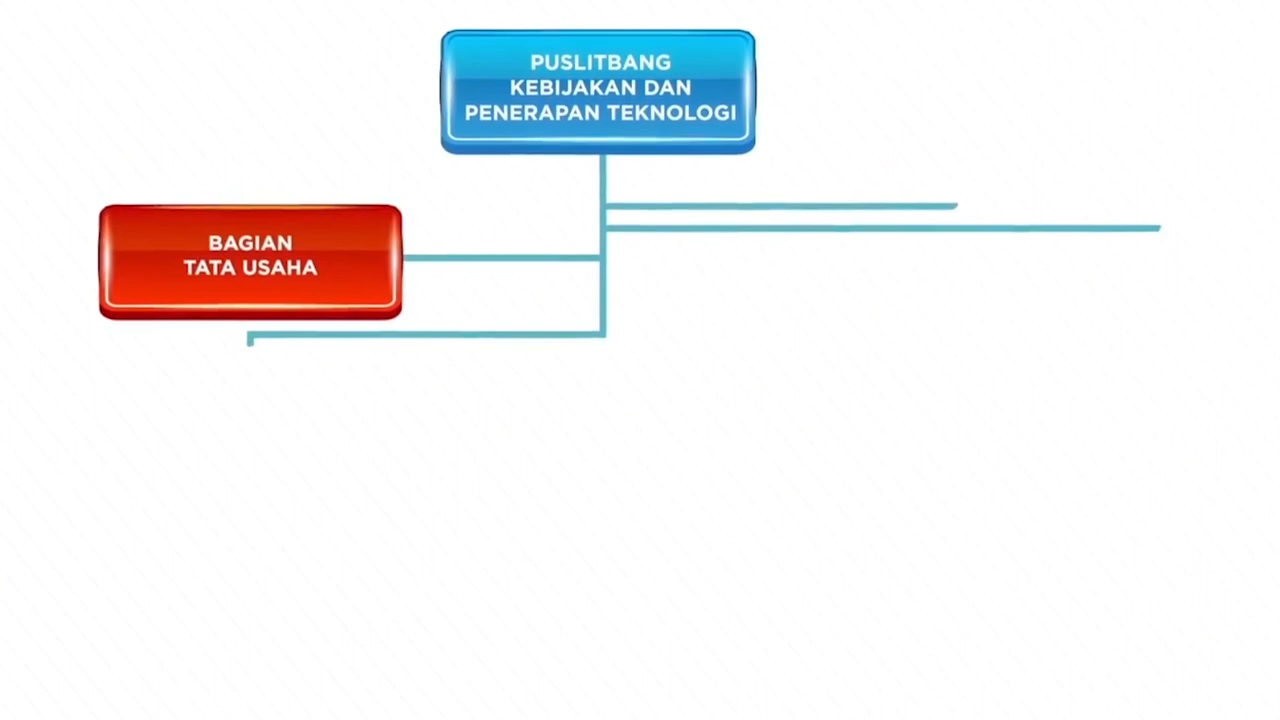 PUSLITBANG
KEBIJAKAN DAN
PENERAPAN TEKNOLOGI
BAGIAN
TATA USAHA